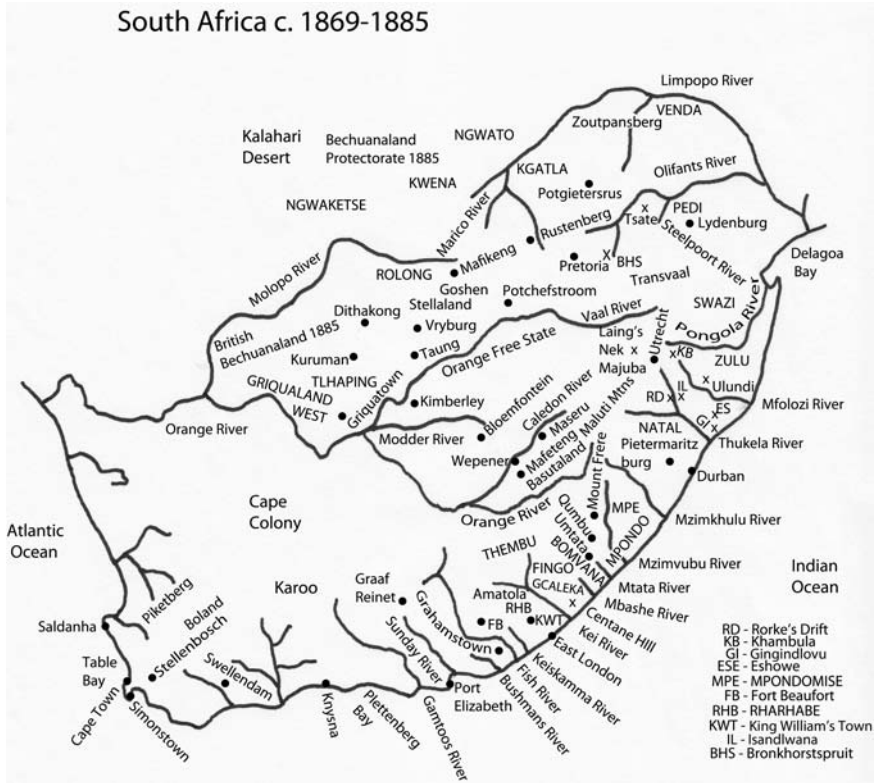 South Africa c. 1869-1885
Limpopo River
VENDA
Zoutpansberg
NGWATO
Kalahari
Desert
Bechuanaland
Protectorate 1885
KGATLA
Olifants River
KWENA
Potgietersrus
NGWAKETSE
Marico River
Rustenberg
x
Tsate
PEDI
Lydenburg
Steelpoort River
Delagoa
Bay
Molopo River
ROLONG
Mafikeng
Pretoria
x
BHS
Transvaal
Goshen
Potchefstroom
SWAZI
Pongola River
Stellaland
Dithakong
Vryburg
Vaal River
British
Bechuanaland 1885
Laing's
Nek x
Majuba
Utrecht
x KB
ZULU
Kuruman
Taung
Orange Free State
x Ulundi
TLHAPING
GRIQUALAND
WEST
Griquatown
Kimberley
RD x x
IL
ES
x
GI x
Mfolozi River
Orange River
Modder River
Bloemfontein
Caledon River
Maseru
Mafeteng
Basutaland
Maluti Mtns
Wepener
NATAL
Pietermaritz
burg
Thukela River
Durban
Mount Frere
Cape
Colony
Orange River
MPE
Mzimkhulu River
Qumbu
Umtata
MPONDO
Atlantic
Ocean
THEMBU
BOMVANA
Mzimvubu River
Indian
Ocean
FINGO
GCALEKA
Mtata River
Karoo
Graaf
Reinet
Amatola
RHB
x
Mbashe River
Centane Hill
Piketberg
Saldanha
Boland
Stellenbosch
Grahamstown
FB
KWT
Kei River
East London
Table
Bay
Swellendam
Sunday River
Keiskamma River
Fish River
Bushmans River
Cape Town
Simonstown
Knysna
Plettenberg
Bay
Gamtoos River
Port
Elizabeth
RD - Rorke's Drift
KB - Khambula
GI - Gingindlovu
ESE - Eshowe
MPE - MPONDOMISE
FB - Fort Beaufort
RHB - RHARHABE
KWT - King William's Town
IL - Isandlwana
BHS - Bronkhorstspruit